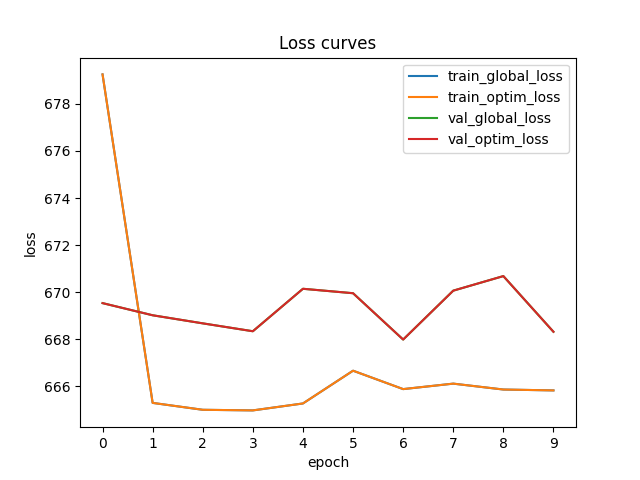 Loss curves
train_global_loss
train_optim_loss
val_global_loss
val_optim_loss
678
676
674
672
670
668
666
loss
0 1 2 3 4 5 6 7 8 9
epoch